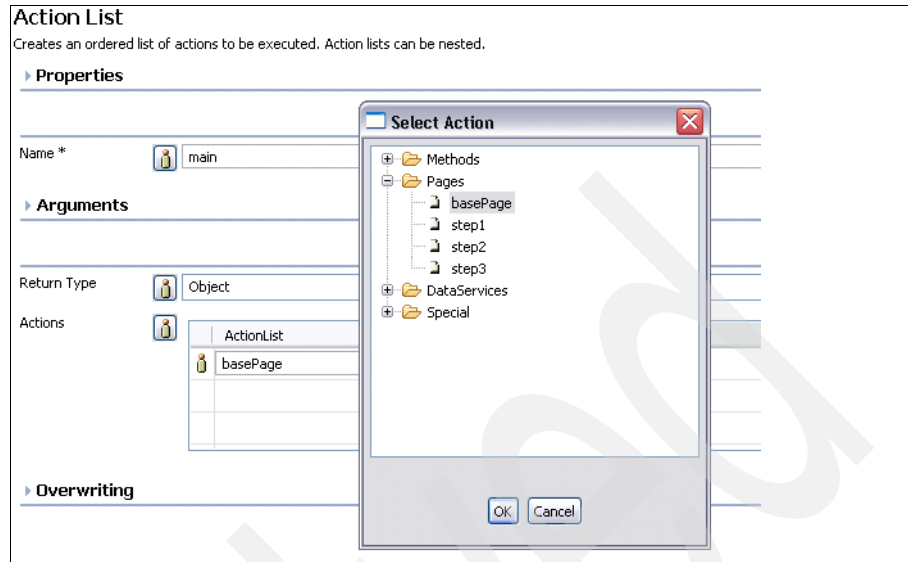 Action List
Creates an ordered list of actions to be executed. Action lists can be nested.
Properties
Name *
main
Arguments
Return Type
Object
Actions
ActionList
basePage
Overwriting
Select Action
Methods
Pages
basePage
step1
step2
step3
DataServices
Special
OK
Cancel